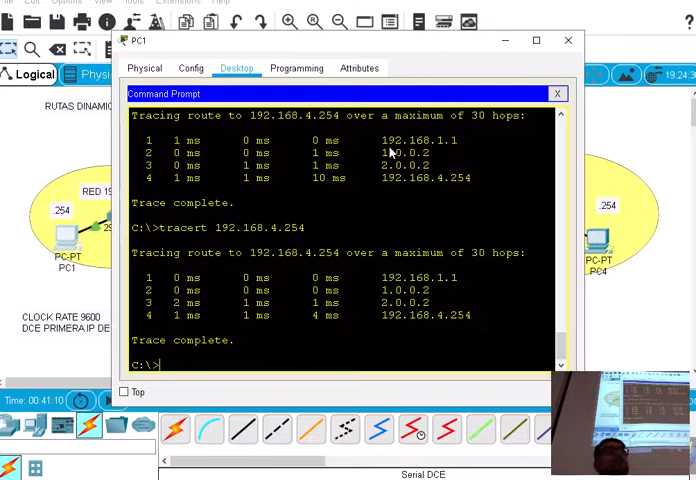 Edit Options View Tools Extensions Help
PC1
Logical
Physi
19:24:3
Physical Config Desktop Programming Attributes
Command Prompt X
RUTAS DINAMIC
Tracing route to 192.168.4.254 over a maximum of 30 hops:
1 1 ms 0 ms 0 ms 192.168.1.1
2 0 ms 0 ms 1 ms 1.0.0.2
3 0 ms 1 ms 1 ms 2.0.0.2
4 1 ms 1 ms 10 ms 192.168.4.254
Trace complete.
C:\>tracert 192.168.4.254
Tracing route to 192.168.4.254 over a maximum of 30 hops:
1 0 ms 0 ms 0 ms 192.168.1.1
2 0 ms 0 ms 0 ms 1.0.0.2
3 2 ms 1 ms 1 ms 2.0.0.2
4 1 ms 1 ms 4 ms 192.168.4.254
Trace complete.
C:\>
RED 19
.254
PC-PT
PC1
.254
PC-PT
PC4
CLOCK RATE 9600
DCE PRIMERA IP DE
Top
Time: 00:41:10
Serial DCE